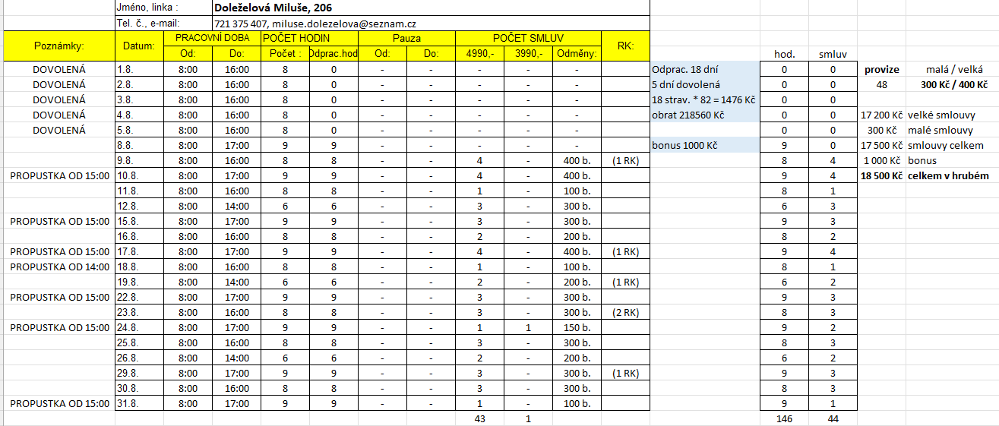 Jméno, linka : Doleželová Miluše, 206
Tel. č., e-mail: 721 375 407, miluse.dolezelova@seznam.cz
Poznámky: Datum: PRACOVNÍ DOBA POČET HODIN Pauza POČET SMLUV RK:
Od: Do: Počet : Odprac.hod Od: Do: 4990,- 3990,- Odměny: hod. smluv
DOVOLENÁ 1.8. 8:00 16:00 8 0 - - - - - Odprac. 18 dní 0 0 provize malá / velká
DOVOLENÁ 2.8. 8:00 16:00 8 0 - - - - - 5 dní dovolená 0 0 48 300 Kč / 400 Kč
DOVOLENÁ 3.8. 8:00 16:00 8 0 - - - - - 18 strav. * 82 = 1476 Kč 0 0
DOVOLENÁ 4.8. 8:00 16:00 8 0 - - - - - obrat 218560 Kč 0 0 17 200 Kč velké smlouvy
DOVOLENÁ 5.8. 8:00 16:00 8 0 - - - - - 0 0 300 Kč malé smlouvy
8.8. 8:00 17:00 9 9 - - - - - bonus 1000 Kč 9 0 17 500 Kč smlouvy celkem
9.8. 8:00 16:00 8 8 - - 4 - 400 b. (1 RK) 8 4 1 000 Kč bonus
PROPUSTKA OD 15:00 10.8. 8:00 17:00 9 9 - - 4 - 400 b. 9 4 18 500 Kč celkem v hrubém
11.8. 8:00 16:00 8 8 - - 1 - 100 b. 8 1
12.8. 8:00 14:00 6 6 - - 3 - 300 b. 6 3
PROPUSTKA OD 15:00 15.8. 8:00 17:00 9 9 - - 3 - 300 b. 9 3
16.8. 8:00 16:00 8 8 - - 2 - 200 b. 8 2
PROPUSTKA OD 15:00 17.8. 8:00 17:00 9 9 - - 4 - 400 b. (1 RK) 9 4
PROPUSTKA OD 14:00 18.8. 8:00 16:00 8 8 - - 1 - 100 b. 8 1
19.8. 8:00 14:00 6 6 - - 2 - 200 b. (1 RK) 6 2
PROPUSTKA OD 15:00 22.8. 8:00 17:00 9 9 - - 3 - 300 b. 9 3
23.8. 8:00 16:00 8 8 - - 3 - 300 b. (2 RK) 8 3
PROPUSTKA OD 15:00 24.8. 8:00 17:00 9 9 - - 1 1 150 b. 9 2
25.8. 8:00 16:00 8 8 - - 3 - 300 b. 8 3
26.8. 8:00 14:00 6 6 - - 2 - 200 b. 6 2
29.8. 8:00 17:00 9 9 - - 3 - 300 b. (1 RK) 9 3
30.8. 8:00 16:00 8 8 - - 3 - 300 b. 8 3
PROPUSTKA OD 15:00 31.8. 8:00 17:00 9 9 - - 1 - 100 b. 9 1
43 1 146 44